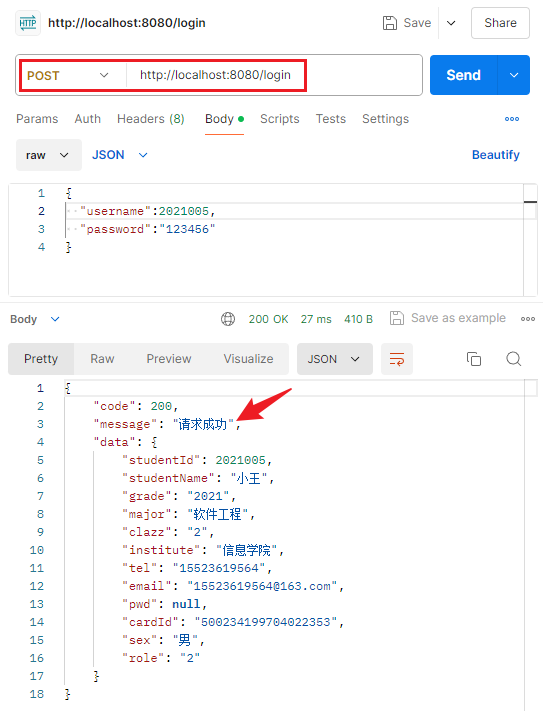 HTTP http://localhost:8080/login Save Share
POST http://localhost:8080/login Send
Params Auth Headers (8) Body Scripts Tests Settings
raw JSON Beautify
1 {
2 "username":2021005,
3 "password":"123456"
4 }
Body 200 OK 27 ms 410 B Save as example
Pretty Raw Preview Visualize JSON
1 {
2 "code": 200,
3 "message": "请求成功",
4 "data": {
5 "studentId": 2021005,
6 "studentName": "小王",
7 "grade": "2021",
8 "major": "软件工程",
9 "clazz": "2",
10 "institute": "信息学院",
11 "tel": "15523619564",
12 "email": "15523619564@163.com",
13 "pwd": null,
14 "cardId": "500234199704022353",
15 "sex": "男",
16 "role": "2"
17 }
18 }